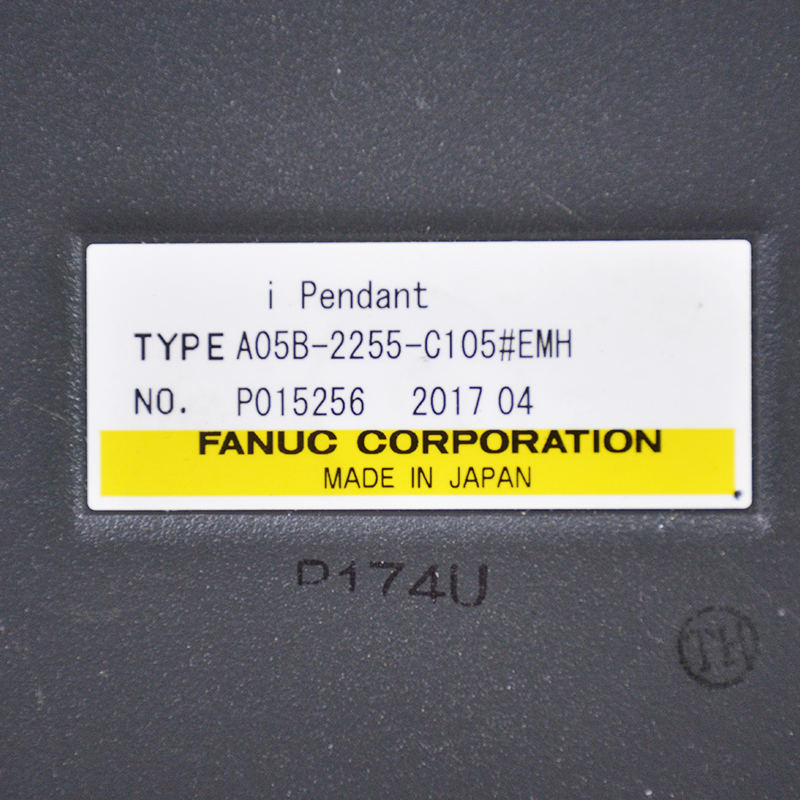 i Pendant
TYPE A05B-2255-C105#EMH
NO. P015256 2017 04
FANUC CORPORATION
MADE IN JAPAN
P174U